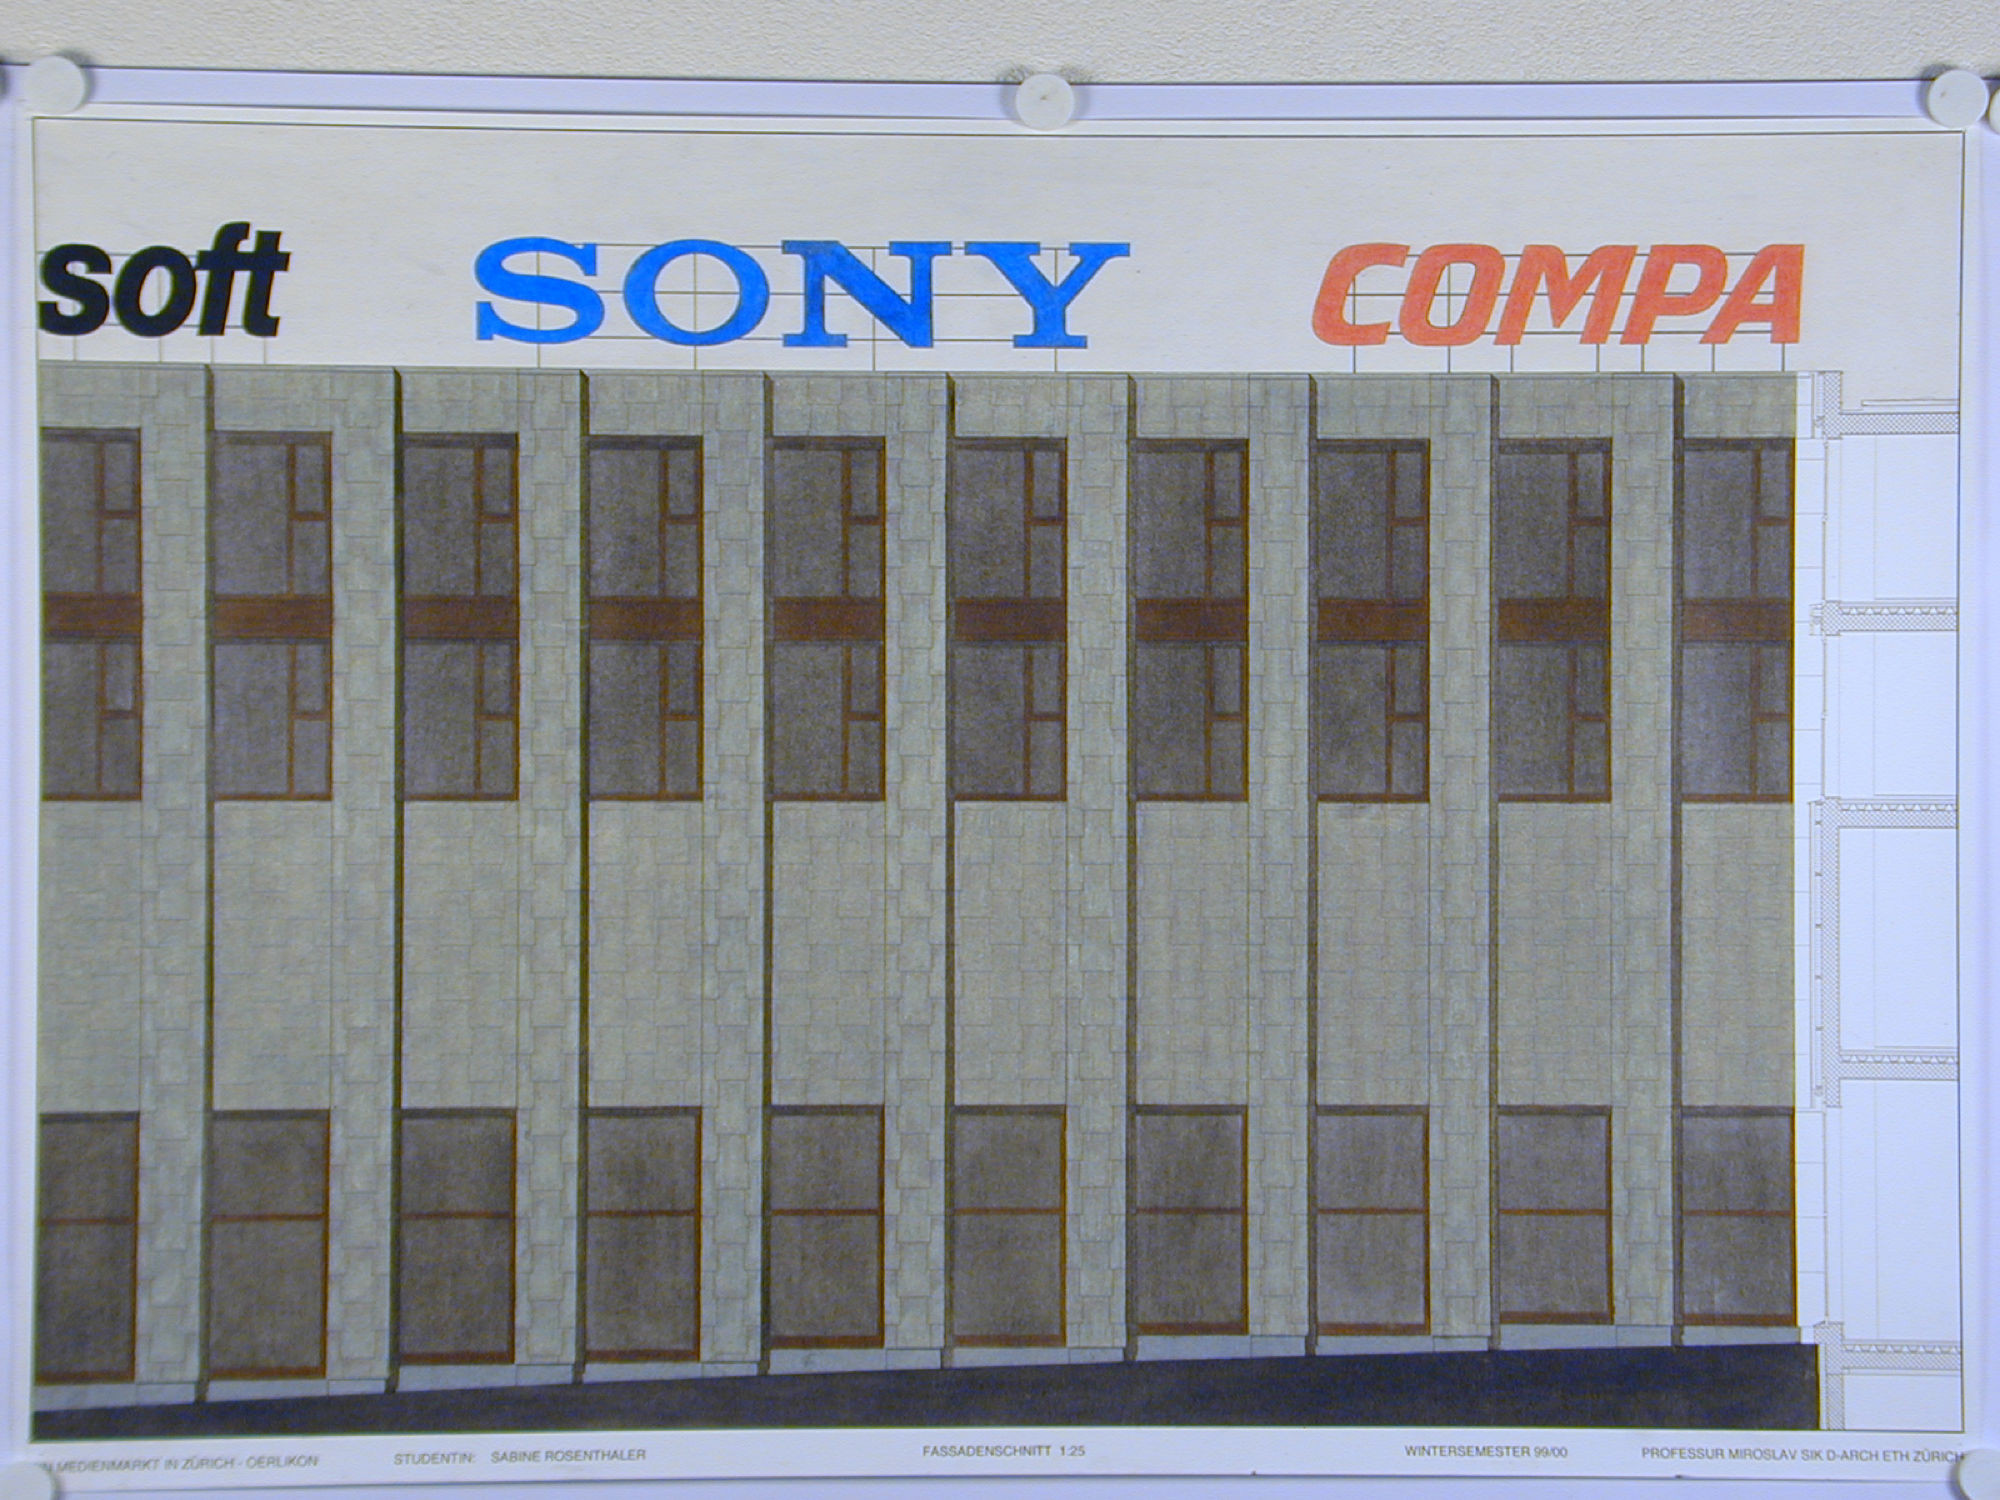 soft SONY COMPA
N MEDIENMARKT IN ZÜRICH - OERLIKON STUDENTIN: SABINE ROSENTHALER FASSADENSCHNITT 1:25 WINTERSEMESTER 99/00 PROFESSUR MIROSLAV SIK D-ARCH ETH ZÜRICH